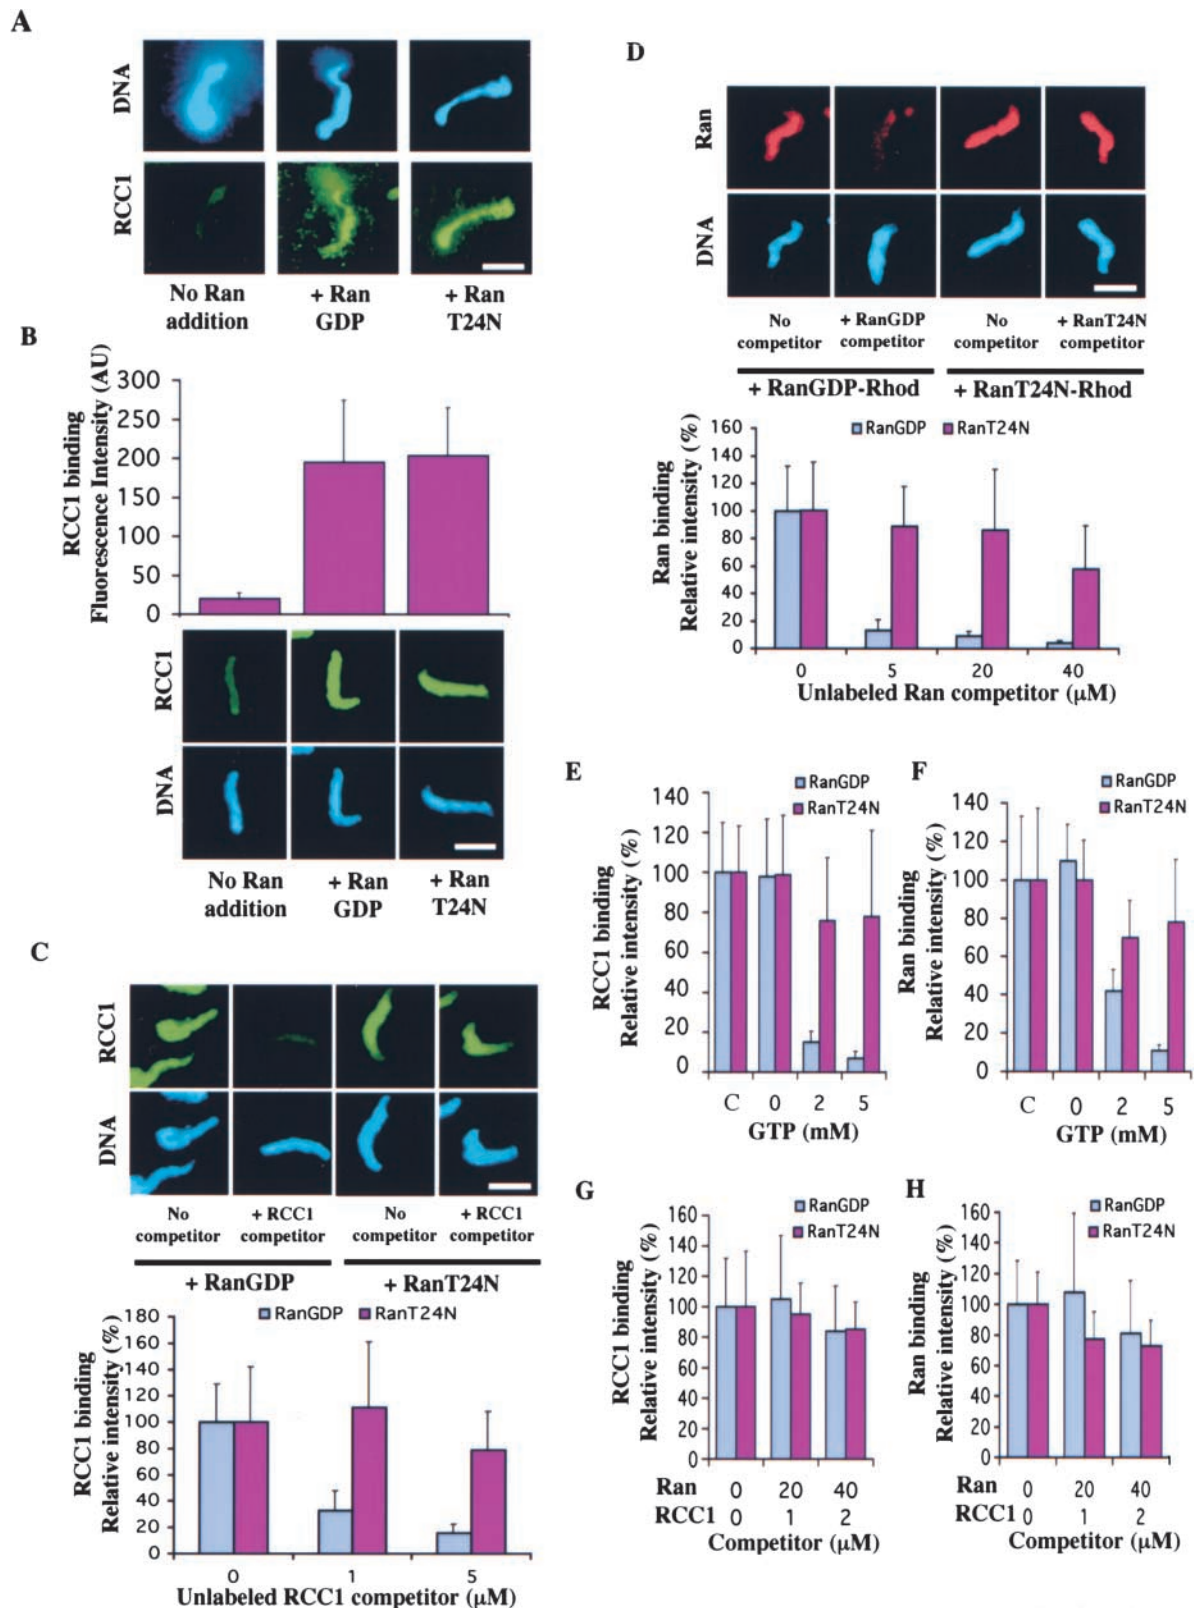 A
DNA
RCC1
No Ran addition
+ Ran GDP
+ Ran T24N
B
RCC1 binding
Fluorescence Intensity (AU)
300
250
200
150
100
50
0
RCC1
DNA
No Ran addition
+ Ran GDP
+ Ran T24N
C
RCC1
DNA
No competitor
+ RCC1 competitor
No competitor
+ RCC1 competitor
+ RanGDP
+ RanT24N
RCC1 binding
Relative intensity (%)
RanGDP
RanT24N
180
160
140
120
100
80
60
40
20
0
0
1
5
Unlabeled RCC1 competitor (μM)
D
Ran
DNA
No competitor
+ RanGDP competitor
No competitor
+ RanT24N competitor
+ RanGDP-Rhod
+ RanT24N-Rhod
Ran binding
Relative intensity (%)
RanGDP
RanT24N
160
140
120
100
80
60
40
20
0
0
5
20
40
Unlabeled Ran competitor (μM)
E
RCC1 binding
Relative intensity (%)
RanGDP
RanT24N
140
120
100
80
60
40
20
0
C
0
2
5
GTP (mM)
F
Ran binding
Relative intensity (%)
RanGDP
RanT24N
140
120
100
80
60
40
20
0
C
0
2
5
GTP (mM)
G
RCC1 binding
Relative intensity (%)
RanGDP
RanT24N
160
140
120
100
80
60
40
20
0
Ran 0 20 40
RCC1 0 1 2
Competitor (μM)
H
Ran binding
Relative intensity (%)
RanGDP
RanT24N
160
140
120
100
80
60
40
20
0
Ran 0 20 40
RCC1 0 1 2
Competitor (μM)